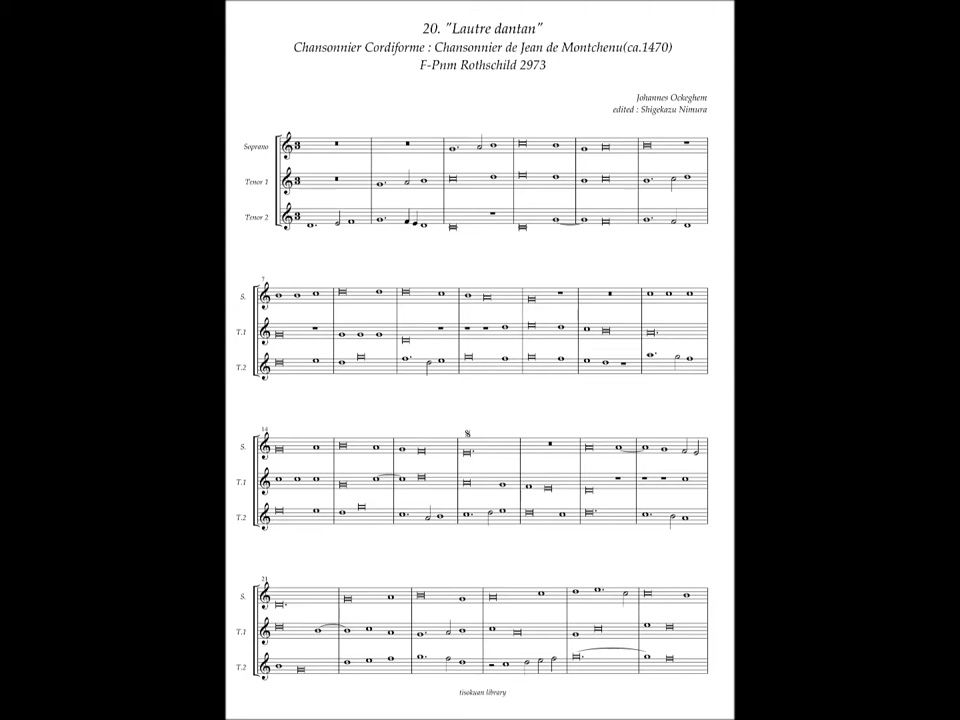 20. "Lautre dantan"
Chansonnier Cordiforme : Chansonnier de Jean de Montchenu(ca.1470)
F-Pnm Rothschild 2973
Johannes Ockeghem
edited : Shigekazu Nimura
Soprano
Tenor 1
Tenor 2
7
S.
T.1
T.2
14
S.
T.1
T.2
21
S.
T.1
T.2
tisokuan library